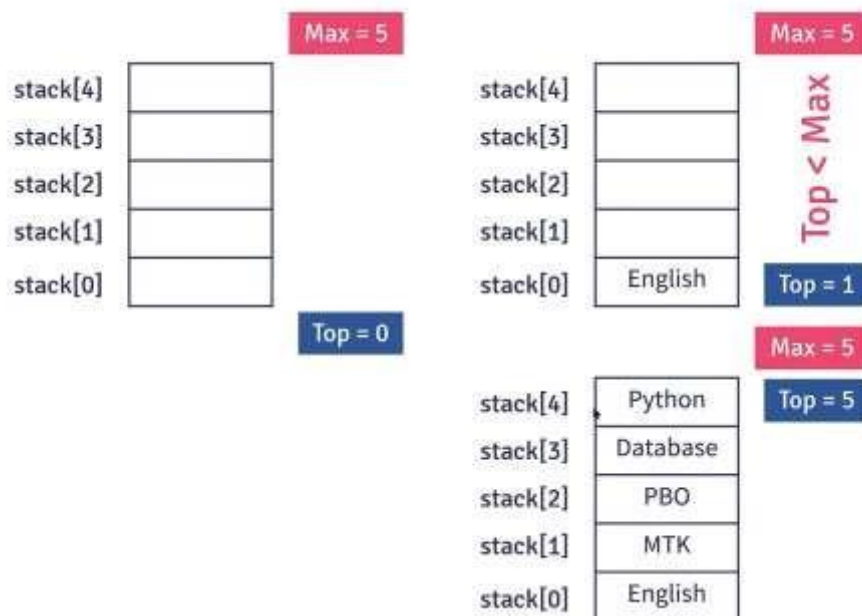 Max = 5
stack[4]
stack[3]
stack[2]
stack[1]
stack[0]
Top = 0
Max = 5
stack[4]
stack[3]
stack[2]
stack[1]
stack[0] English
Top < Max
Top = 1
Max = 5
stack[4] Python Top = 5
stack[3] Database
stack[2] PBO
stack[1] MTK
stack[0] English